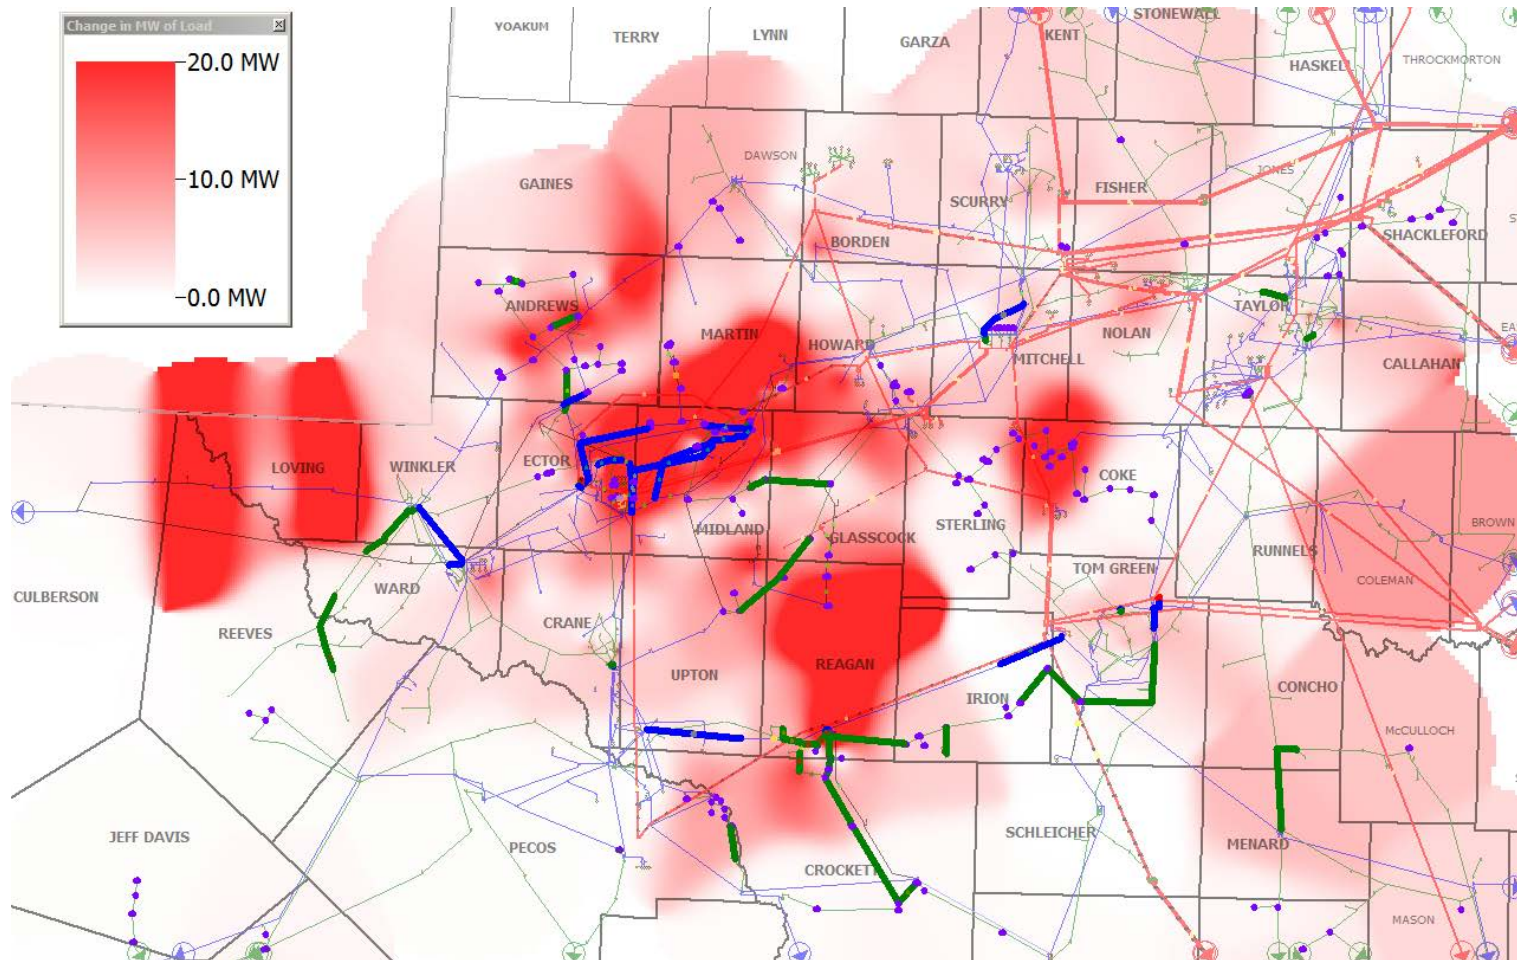 Change in MW of Load
20.0 MW
10.0 MW
0.0 MW
YOAKUM
TERRY
LYNN
GARZA
KENT
STONEWALL
HASKEL
THROCKMORTON
GAINES
DAWSON
BORDEN
SCURRY
FISHER
JONES
SHACKLEFORD
ANDREWS
MARTIN
HOWARD
MITCHELL
NOLAN
TAYLOR
CALLAHAN
EA
LOVING
WINKLER
ECTOR
MIDLAND
GLASSCOCK
STERLING
COKE
RUNNELS
COLEMAN
BROWN
CULBERSON
REEVES
WARD
CRANE
UPTON
REAGAN
IRION
TOM GREEN
CONCHO
McCULLOCH
JEFF DAVIS
PECOS
CROCKETT
SCHLEICHER
MENARD
MASON